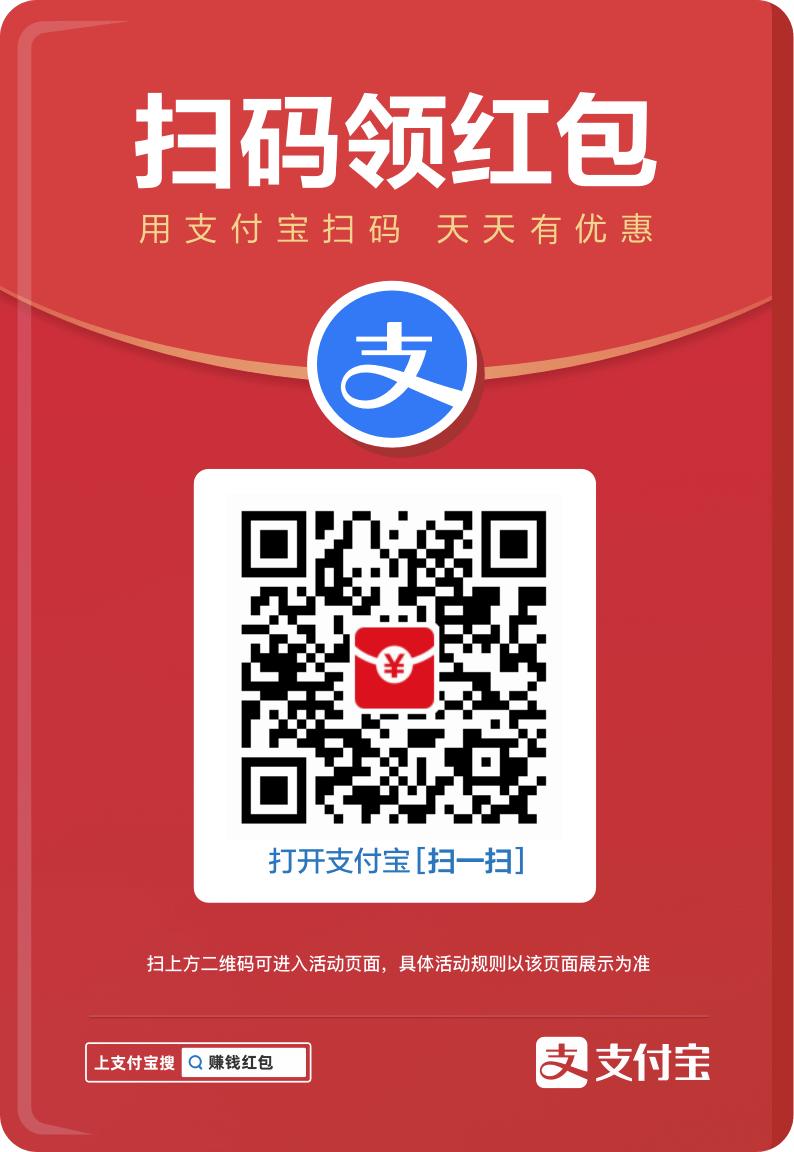 扫码领红包
用支付宝扫码 天天有优惠
支
¥
打开支付宝[扫一扫]
扫上方二维码可进入活动页面，具体活动规则以该页面展示为准
上支付宝搜 赚钱红包
支 支付宝